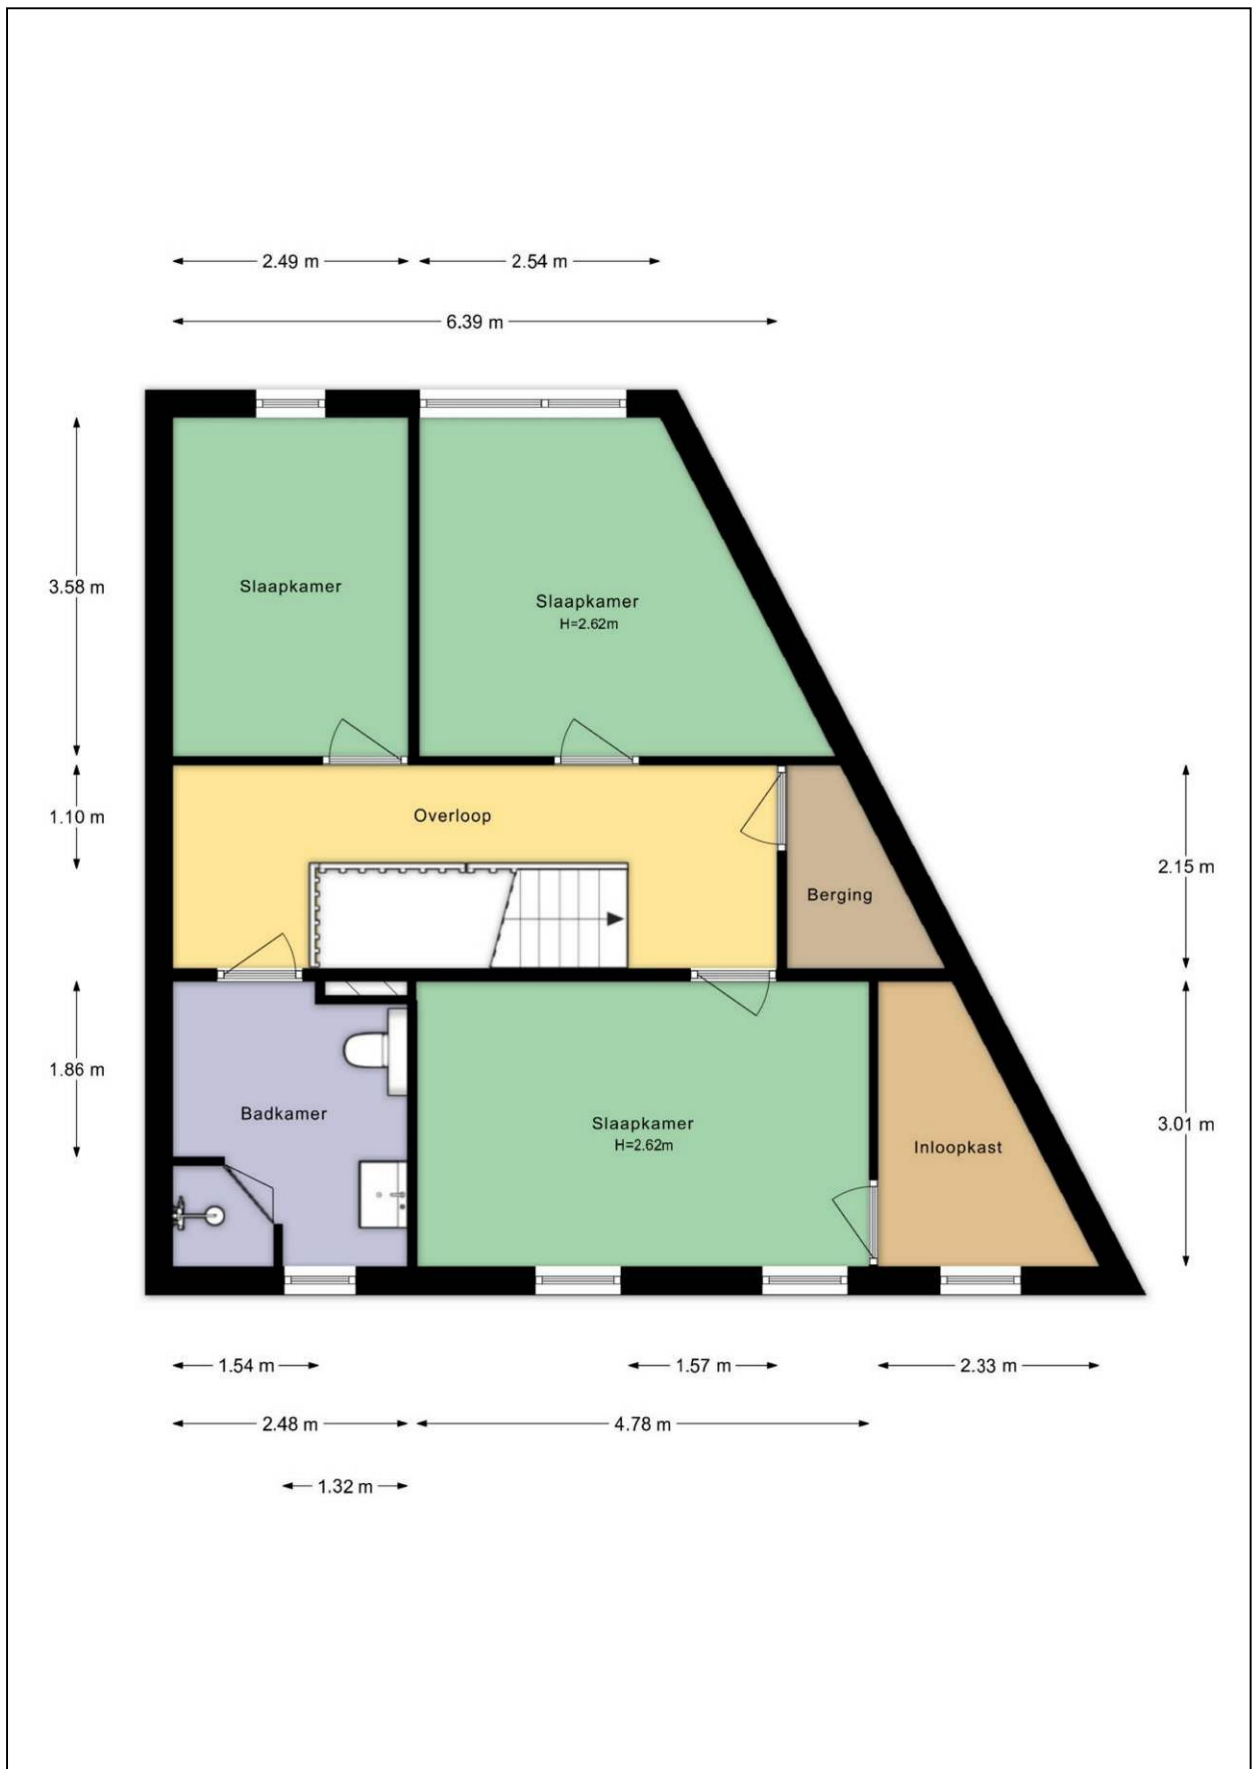 2.49 m
2.54 m
6.39 m
3.58 m
Slaapkamer
Slaapkamer
H=2.62m
1.10 m
Overloop
2.15 m
Berging
1.86 m
Badkamer
Slaapkamer
H=2.62m
3.01 m
Inloopkast
1.54 m
1.57 m
2.33 m
2.48 m
4.78 m
1.32 m